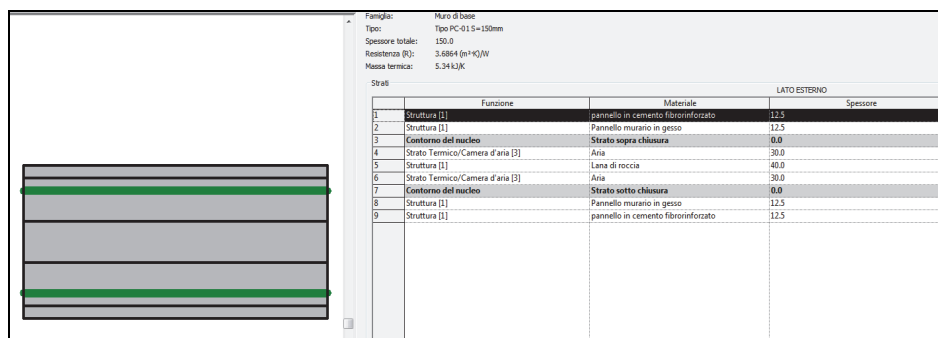 Famiglia: Muro di base
Tipo: Tipo PC-01 S=150mm
Spessore totale: 150.0
Resistenza (R): 3.6864 (m²·K)/W
Massa termica: 5.34 kJ/K
Strati
LATO ESTERNO
Funzione Materiale Spessore
1 Struttura [1] pannello in cemento fibrorinforzato 12.5
2 Struttura [1] Pannello murario in gesso 12.5
3 Contorno del nucleo Strato sopra chiusura 0.0
4 Strato Termico/Camera d'aria [3] Aria 30.0
5 Struttura [1] Lana di roccia 40.0
6 Strato Termico/Camera d'aria [3] Aria 30.0
7 Contorno del nucleo Strato sotto chiusura 0.0
8 Struttura [1] Pannello murario in gesso 12.5
9 Struttura [1] pannello in cemento fibrorinforzato 12.5